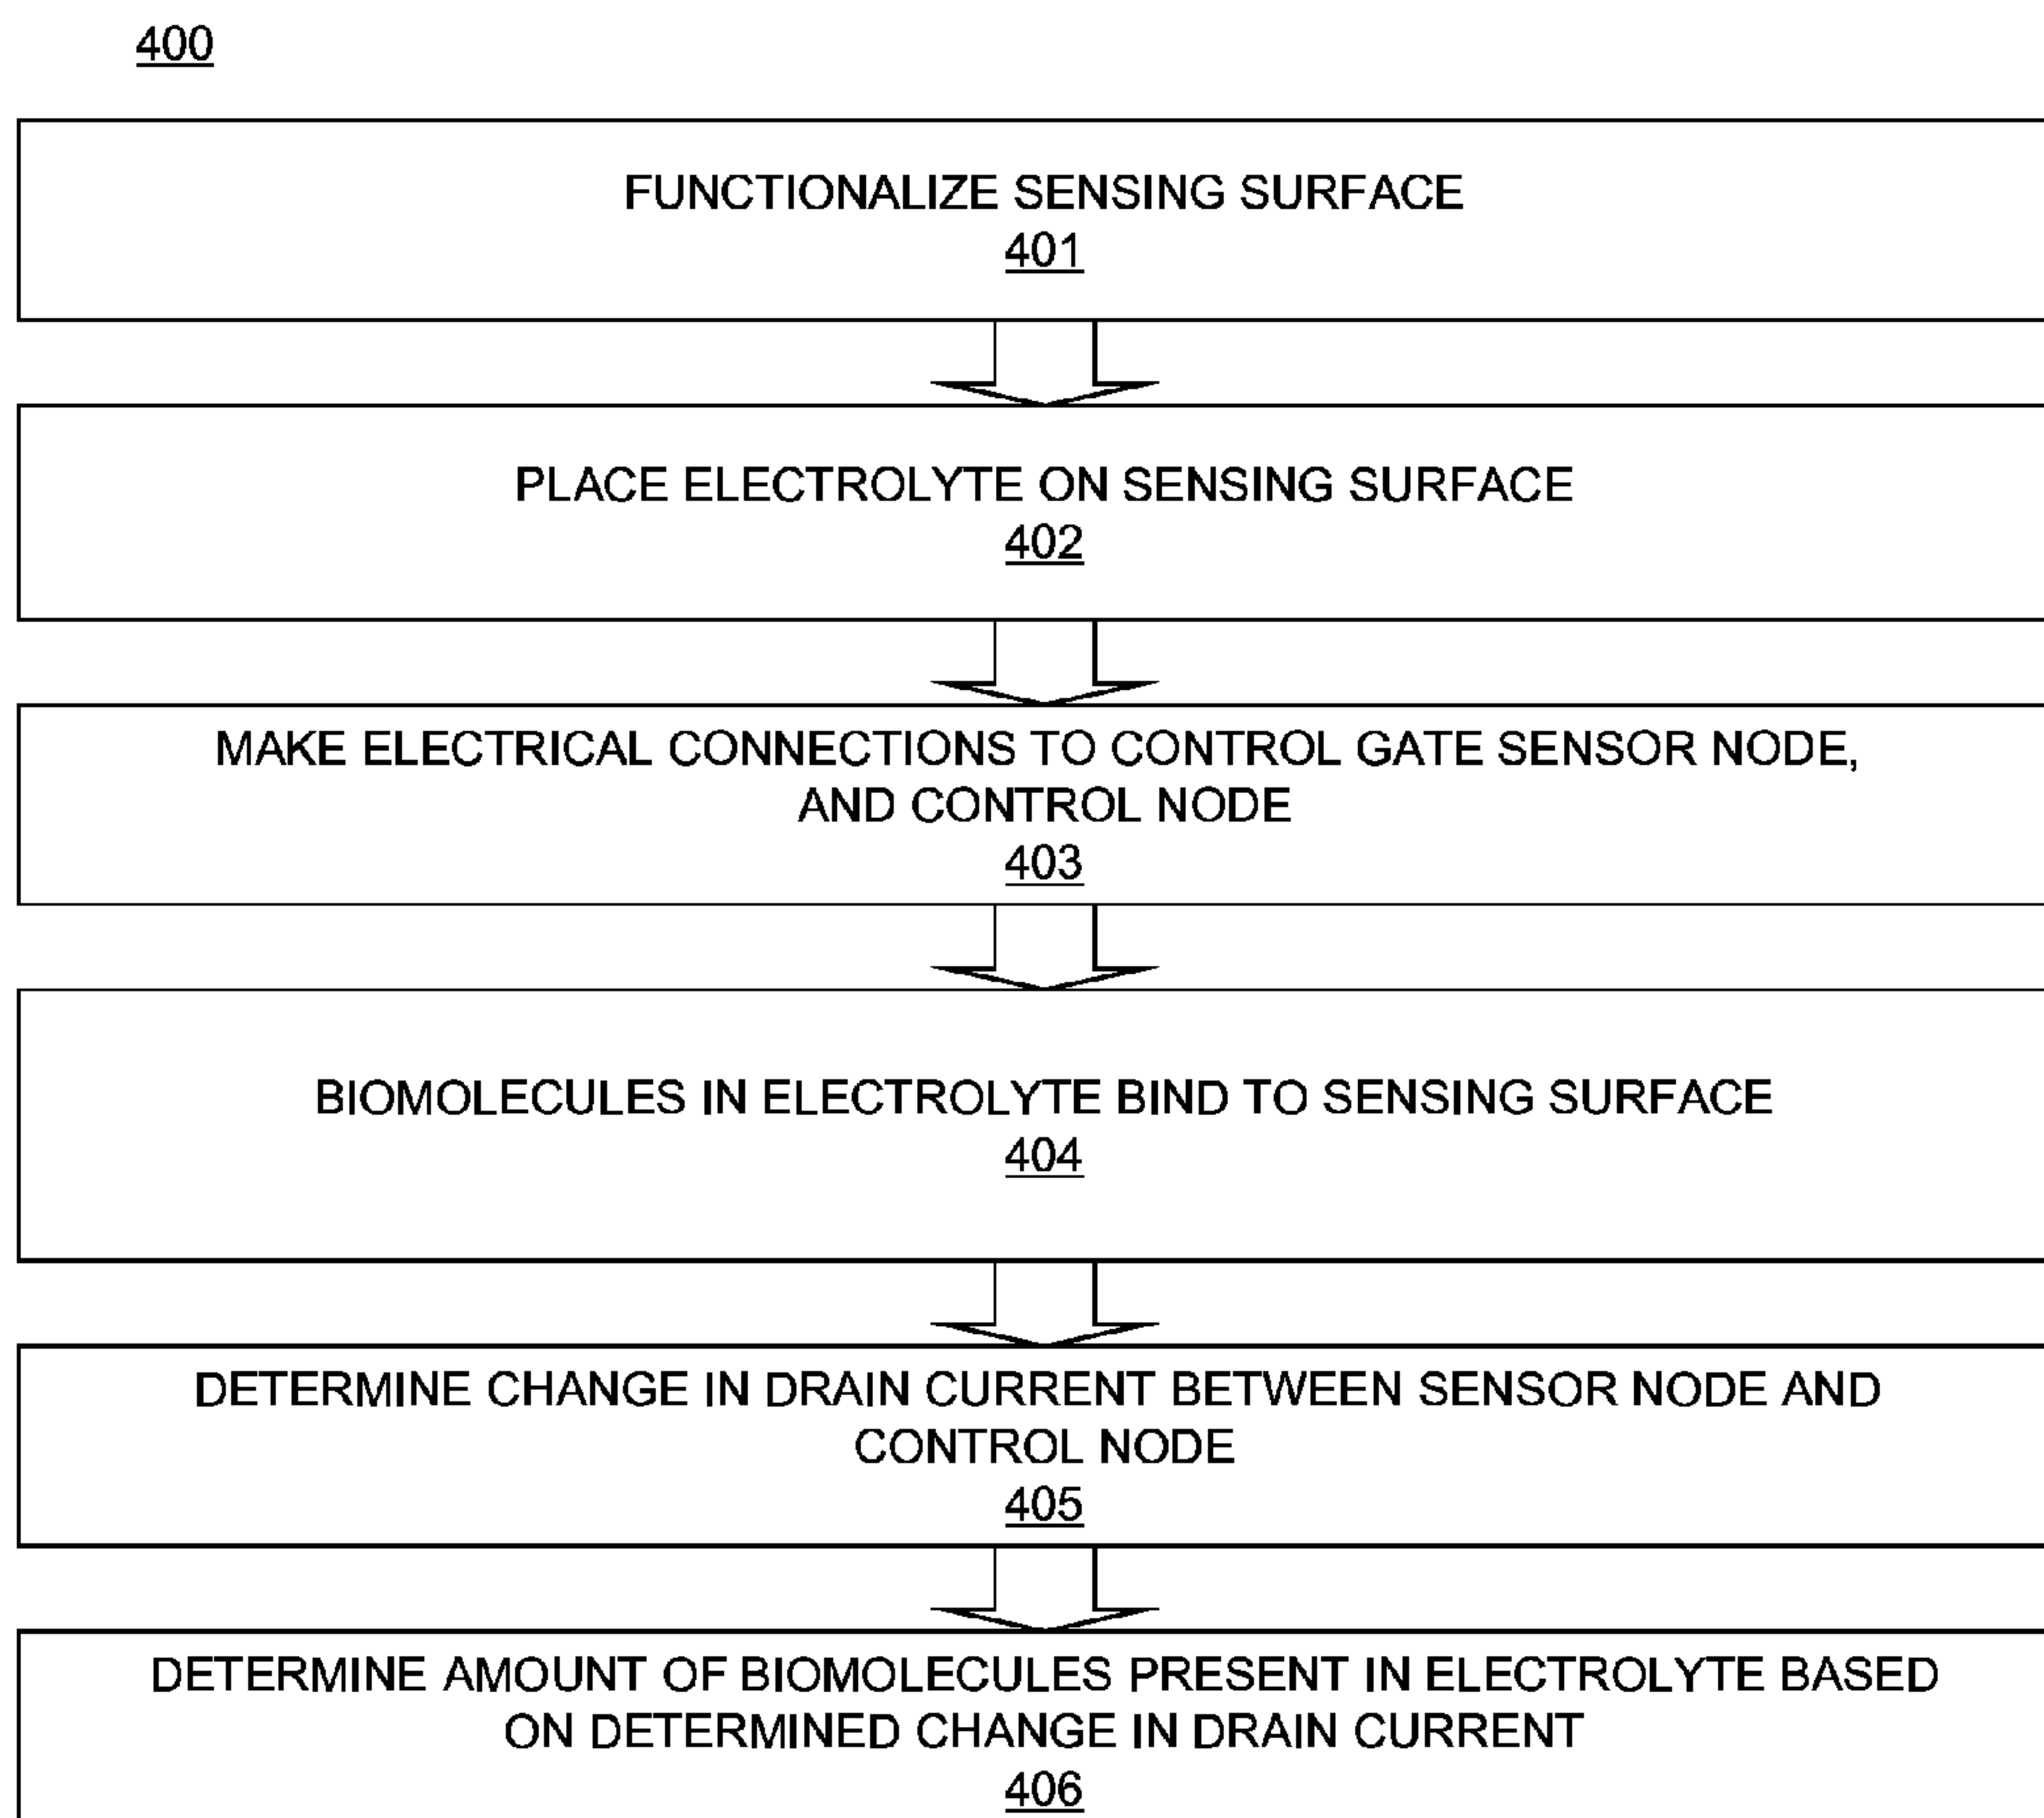 400
FUNCTIONALIZE SENSING SURFACE
401
PLACE ELECTROLYTE ON SENSING SURFACE
402
MAKE ELECTRICAL CONNECTIONS TO CONTROL GATE SENSOR NODE,
AND CONTROL NODE
403
BIOMOLECULES IN ELECTROLYTE BIND TO SENSING SURFACE
404
DETERMINE CHANGE IN DRAIN CURRENT BETWEEN SENSOR NODE AND
CONTROL NODE
405
DETERMINE AMOUNT OF BIOMOLECULES PRESENT IN ELECTROLYTE BASED
ON DETERMINED CHANGE IN DRAIN CURRENT
406